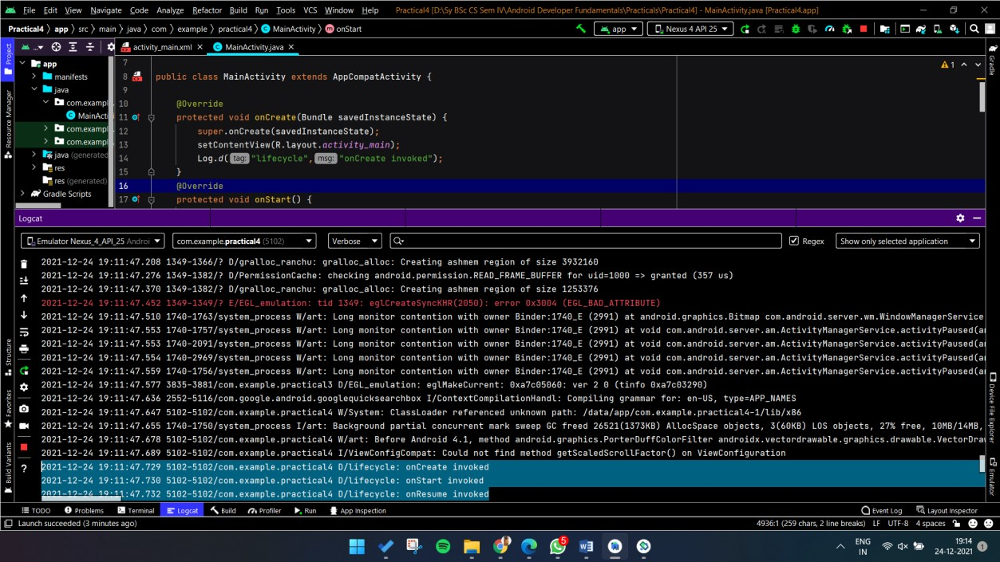 File Edit View Navigate Code Analyze Refactor Build Run Tools VCS Window Help Practical4 [D:\Sy BSc CS Sem IV\Android Developer Fundamentals\Practicals\Practical4] - MainActivity.java [Practical4.app]
Practical4 app src main java com example practical4 MainActivity onStart app Nexus 4 API 25
Project
Resource Manager
Structure
Favorites
Build Variants
Gradle
Device File Explorer
Emulator
...
app
manifests
java
com.exampl
MainActi
com.exampl
com.exampl
java (generated
res
res (generated)
Gradle Scripts
activity_main.xml MainActivity.java
1
7
8 public class MainActivity extends AppCompatActivity {
9
10 @Override
11 protected void onCreate(Bundle savedInstanceState) {
12 super.onCreate(savedInstanceState);
13 setContentView(R.layout.activity_main);
14 Log.d( tag: "lifecycle", msg: "onCreate invoked");
15 }
16 @Override
17 protected void onStart() {
Logcat
Emulator Nexus_4_API_25 Androi com.example.practical4 (5102) Verbose Regex Show only selected application
2021-12-24 19:11:47.208 1349-1366/? D/gralloc_ranchu: gralloc_alloc: Creating ashmem region of size 3932160
2021-12-24 19:11:47.276 1349-1382/? D/PermissionCache: checking android.permission.READ_FRAME_BUFFER for uid=1000 => granted (357 us)
2021-12-24 19:11:47.370 1349-1382/? D/gralloc_ranchu: gralloc_alloc: Creating ashmem region of size 1253376
2021-12-24 19:11:47.452 1349-1349/? E/EGL_emulation: tid 1349: eglCreateSyncKHR(2050): error 0x3004 (EGL_BAD_ATTRIBUTE)
2021-12-24 19:11:47.510 1740-1763/system_process W/art: Long monitor contention with owner Binder:1740_E (2991) at android.graphics.Bitmap com.android.server.wm.WindowManagerService
2021-12-24 19:11:47.553 1740-1757/system_process W/art: Long monitor contention with owner Binder:1740_E (2991) at void com.android.server.am.ActivityManagerService.activityPaused(an
2021-12-24 19:11:47.553 1740-2091/system_process W/art: Long monitor contention with owner Binder:1740_E (2991) at void com.android.server.am.ActivityManagerService.activityPaused(an
2021-12-24 19:11:47.554 1740-2969/system_process W/art: Long monitor contention with owner Binder:1740_E (2991) at void com.android.server.am.ActivityManagerService.activityPaused(an
2021-12-24 19:11:47.559 1740-1756/system_process W/art: Long monitor contention with owner Binder:1740_E (2991) at void com.android.server.am.ActivityManagerService.activityPaused(an
2021-12-24 19:11:47.577 3835-3881/com.example.practical3 D/EGL_emulation: eglMakeCurrent: 0xa7c05060: ver 2 0 (tinfo 0xa7c03290)
2021-12-24 19:11:47.636 2552-5116/com.google.android.googlequicksearchbox I/ContextCompilationHandl: Compiling grammar for: en-US, type=APP_NAMES
2021-12-24 19:11:47.647 5102-5102/com.example.practical4 W/System: ClassLoader referenced unknown path: /data/app/com.example.practical4-1/lib/x86
2021-12-24 19:11:47.655 1740-1750/system_process I/art: Background partial concurrent mark sweep GC freed 26521(1373KB) AllocSpace objects, 3(60KB) LOS objects, 27% free, 10MB/14MB,
2021-12-24 19:11:47.678 5102-5102/com.example.practical4 W/art: Before Android 4.1, method android.graphics.PorterDuffColorFilter androidx.vectordrawable.graphics.drawable.VectorDraw
2021-12-24 19:11:47.689 5102-5102/com.example.practical4 I/ViewConfigCompat: Could not find method getScaledScrollFactor() on ViewConfiguration
2021-12-24 19:11:47.729 5102-5102/com.example.practical4 D/lifecycle: onCreate invoked
2021-12-24 19:11:47.730 5102-5102/com.example.practical4 D/lifecycle: onStart invoked
2021-12-24 19:11:47.732 5102-5102/com.example.practical4 D/lifecycle: onResume invoked
TODO Problems Terminal Logcat Build Profiler Run App Inspection Event Log Layout Inspector
Launch succeeded (3 minutes ago) 4936:1 (259 chars, 2 line breaks) LF UTF-8 4 spaces
5
ENG
IN
19:14
24-12-2021
1